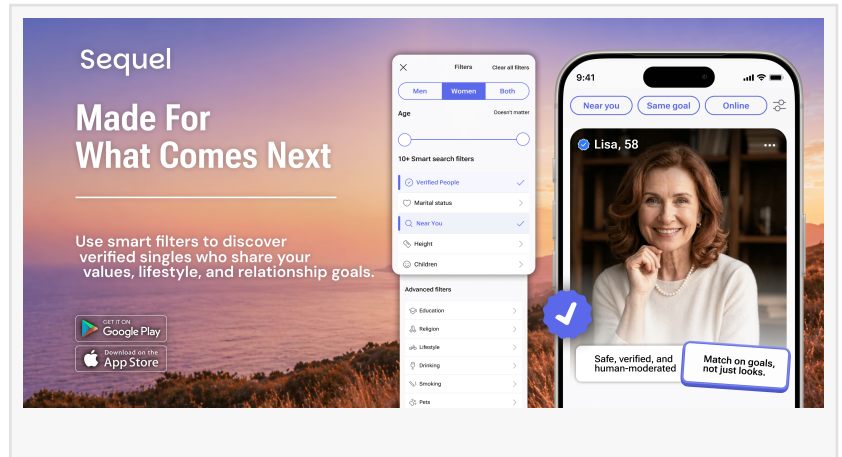 Sequel
Made For
What Comes Next
Use smart filters to discover
verified singles who share your
values, lifestyle, and relationship goals.
GET IT ON
Google Play
Download on the
App Store
Filters
Clear all filters
Men
Women
Both
Age
Doesn't matter
10+ Smart search filters
Verified People
Marital status
Near You
Height
Children
Advanced filters
Education
Religion
Lifestyle
Drinking
Smoking
Pets
9:41
Near you
Same goal
Online
Lisa, 58
Safe, verified, and
human-moderated
Match on goals,
not just looks.